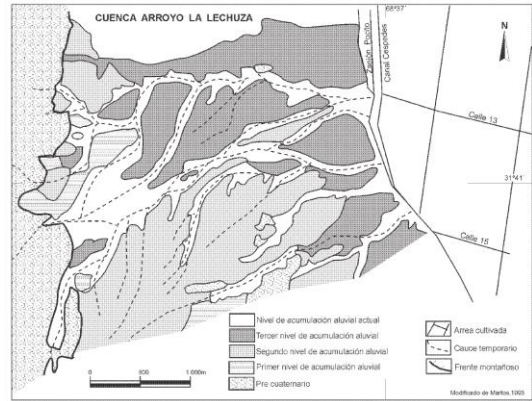 CUENCA ARROYO LA LECHUZA
68°37'
N
Zanjón Pocito
Canal Cespedes
Calle 13
31°41'
Calle 15
Nivel de acumulación aluvial actual
Tercer nivel de acumulación aluvial
Segundo nivel de acumulación aluvial
Primer nivel de acumulación aluvial
Pre cuaternario
Area cultivada
Cauce temporario
Frente montañoso
0 500 1.000m
Modificado de Martos,1993